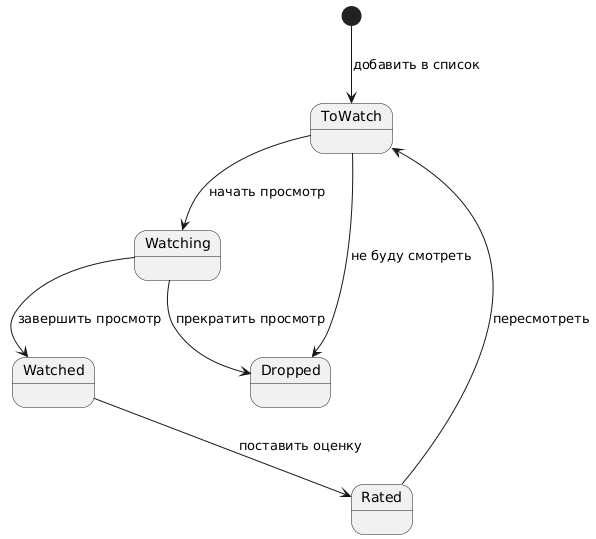 добавить в список
ToWatch
начать просмотр
Watching
не буду смотреть
завершить просмотр
прекратить просмотр
пересмотреть
Watched
Dropped
поставить оценку
Rated